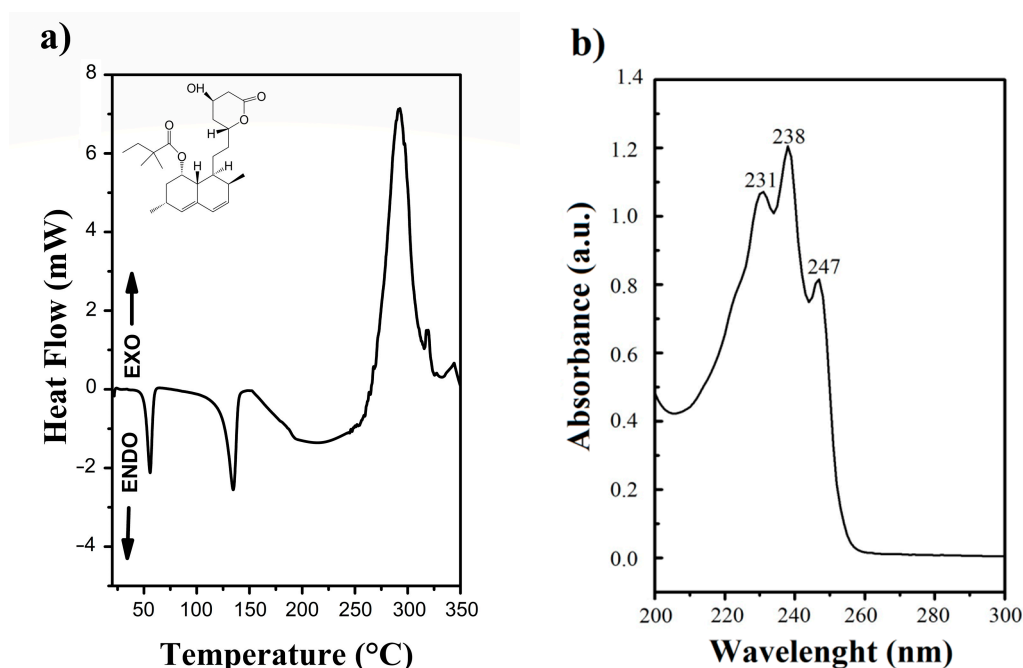 a)
8
6
4
2
0
−2
−4
Heat Flow (mW)
EXO
ENDO
50 100 150 200 250 300 350
Temperature (°C)
OH
O
O
H
O
O
H
H
b)
1.4
1.2
1.0
0.8
0.6
0.4
0.2
0.0
Absorbance (a.u.)
231
238
247
200 220 240 260 280 300
Wavelenght (nm)